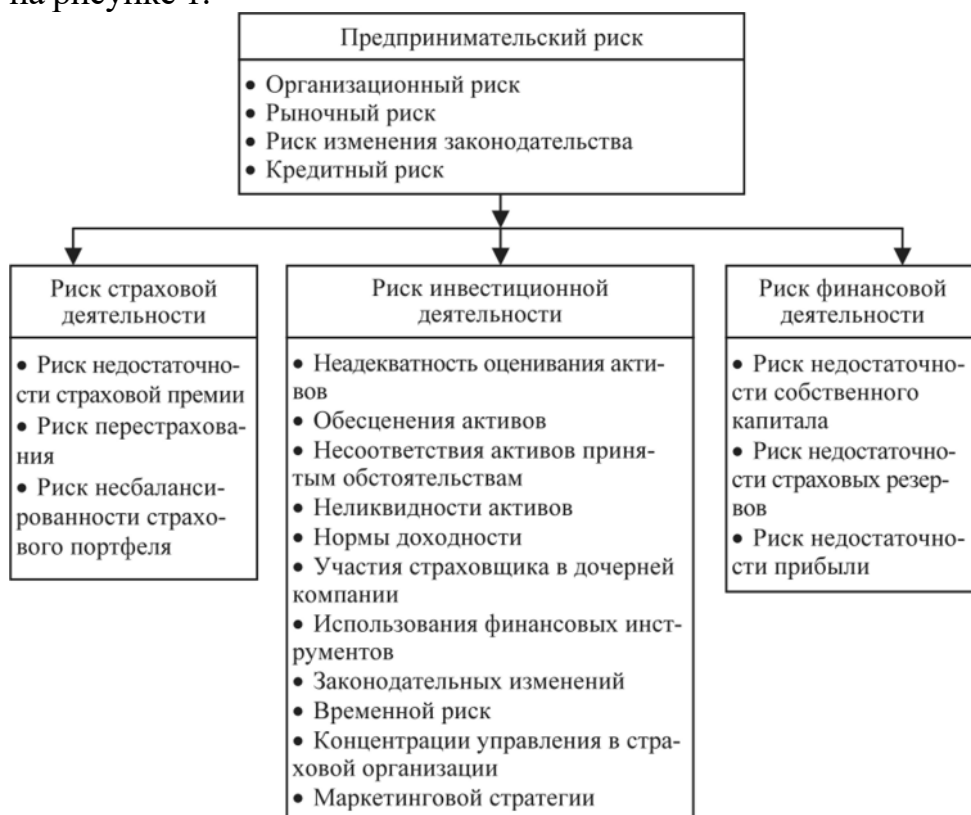 на рисунке 1.
Предпринимательский риск
• Организационный риск
• Рыночный риск
• Риск изменения законодательства
• Кредитный риск
Риск страховой
деятельности
• Риск недостаточно-
сти страховой премии
• Риск перестрахова-
ния
• Риск несбалансиро-
рованности страхо-
вого портфеля
Риск инвестиционной
деятельности
• Неадекватность оценивания акти-
вов
• Обесценения активов
• Несоответствия активов приня-
тым обстоятельствам
• Неликвидности активов
• Нормы доходности
• Участия страховщика в дочерней
компании
• Использования финансовых инст-
рументов
• Законодательных изменений
• Временной риск
• Концентрации управления в стра-
ховой организации
• Маркетинговой стратегии
Риск финансовой
деятельности
• Риск недостаточно-
сти собственного
капитала
• Риск недостаточно-
сти страховых резер-
вов
• Риск недостаточно-
сти прибыли